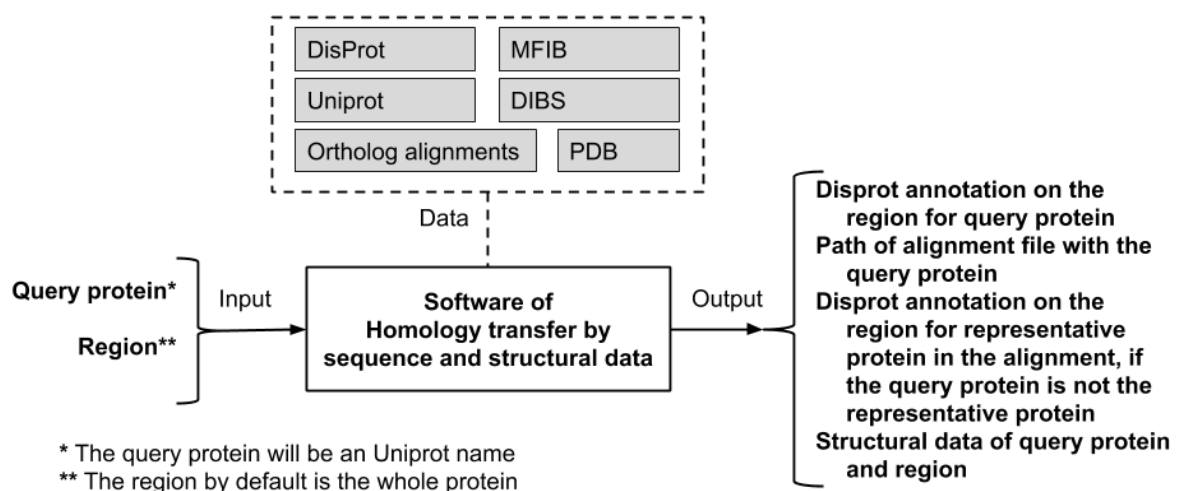 DisProt
MFIB
Uniprot
DIBS
Ortholog alignments
PDB
Data
Query protein*
Region**
Input
Software of
Homology transfer by
sequence and structural data
Output
Disprot annotation on the
region for query protein
Path of alignment file with the
query protein
Disprot annotation on the
region for representative
protein in the alignment, if
the query protein is not the
representative protein
Structural data of query protein
and region
* The query protein will be an Uniprot name
** The region by default is the whole protein